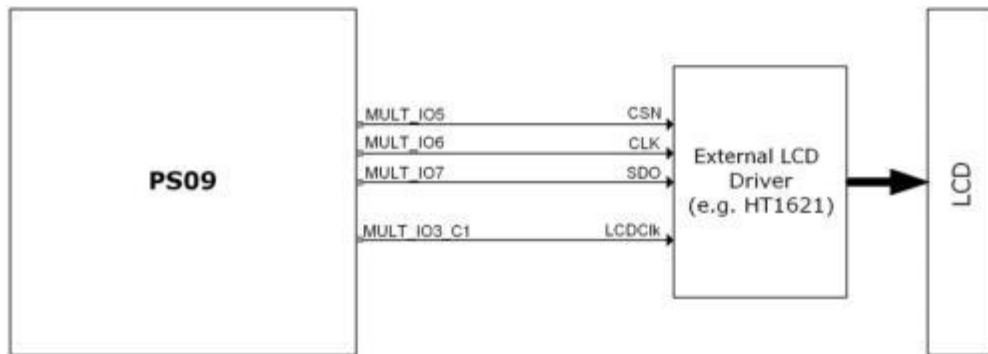 PS09
MULT_IO5
CSN
MULT_IO6
CLK
MULT_IO7
SDO
MULT_IO3_C1
LCDClk
External LCD
Driver
(e.g. HT1621)
LCD